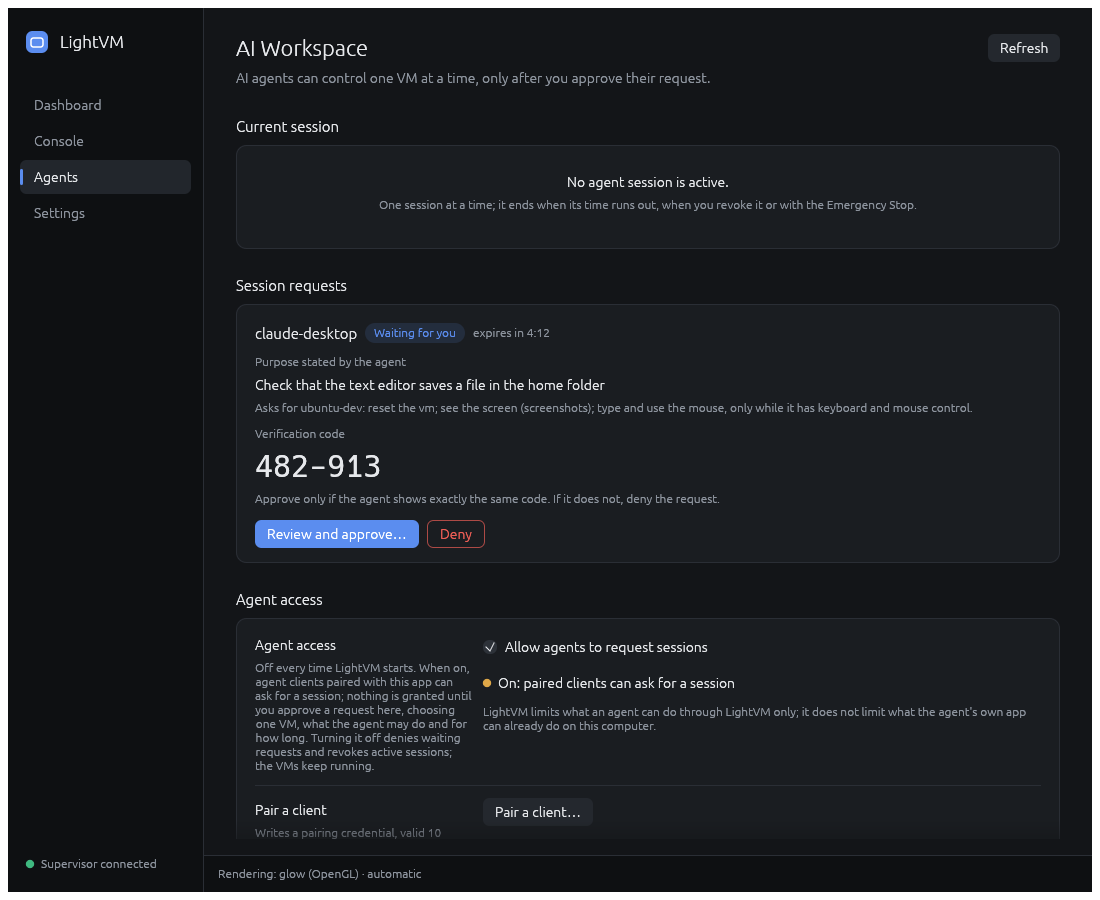 LightVM
Dashboard
Console
Agents
Settings
Supervisor connected
AI Workspace
Refresh
AI agents can control one VM at a time, only after you approve their request.
Current session
No agent session is active.
One session at a time; it ends when its time runs out, when you revoke it or with the Emergency Stop.
Session requests
claude-desktop Waiting for you expires in 4:12
Purpose stated by the agent
Check that the text editor saves a file in the home folder
Asks for ubuntu-dev: reset the vm; see the screen (screenshots); type and use the mouse, only while it has keyboard and mouse control.
Verification code
482-913
Approve only if the agent shows exactly the same code. If it does not, deny the request.
Review and approve... Deny
Agent access
Agent access
Off every time LightVM starts. When on,
agent clients paired with this app can
ask for a session; nothing is granted until
you approve a request here, choosing
one VM, what the agent may do and for
how long. Turning it off denies waiting
requests and revokes active sessions;
the VMs keep running.
Allow agents to request sessions
On: paired clients can ask for a session
LightVM limits what an agent can do through LightVM only; it does not limit what the agent's own app
can already do on this computer.
Pair a client
Writes a pairing credential, valid 10
Pair a client...
Rendering: glow (OpenGL) · automatic